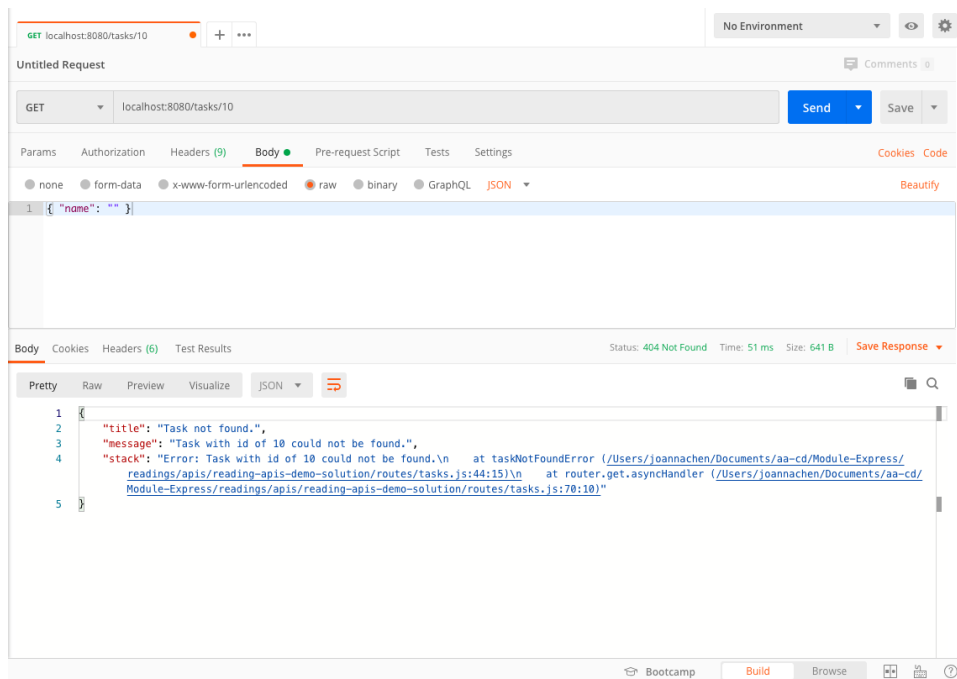 GET localhost:8080/tasks/10
No Environment
Untitled Request
Comments 0
GET localhost:8080/tasks/10 Send Save
Params Authorization Headers (9) Body Pre-request Script Tests Settings Cookies Code
none form-data x-www-form-urlencoded raw binary GraphQL JSON Beautify
1 { "name": "" }
Body Cookies Headers (6) Test Results Status: 404 Not Found Time: 51 ms Size: 641 B Save Response
Pretty Raw Preview Visualize JSON
1 {
2 "title": "Task not found.",
3 "message": "Task with id of 10 could not be found.",
4 "stack": "Error: Task with id of 10 could not be found.\n    at taskNotFoundError (/Users/joannachen/Documents/aa-cd/Module-Express/
readings/apis/reading-apis-demo-solution/routes/tasks.js:44:15)\n    at router.get.asyncHandler (/Users/joannachen/Documents/aa-cd/
Module-Express/readings/apis/reading-apis-demo-solution/routes/tasks.js:70:10)"
5 }
Bootcamp Build Browse